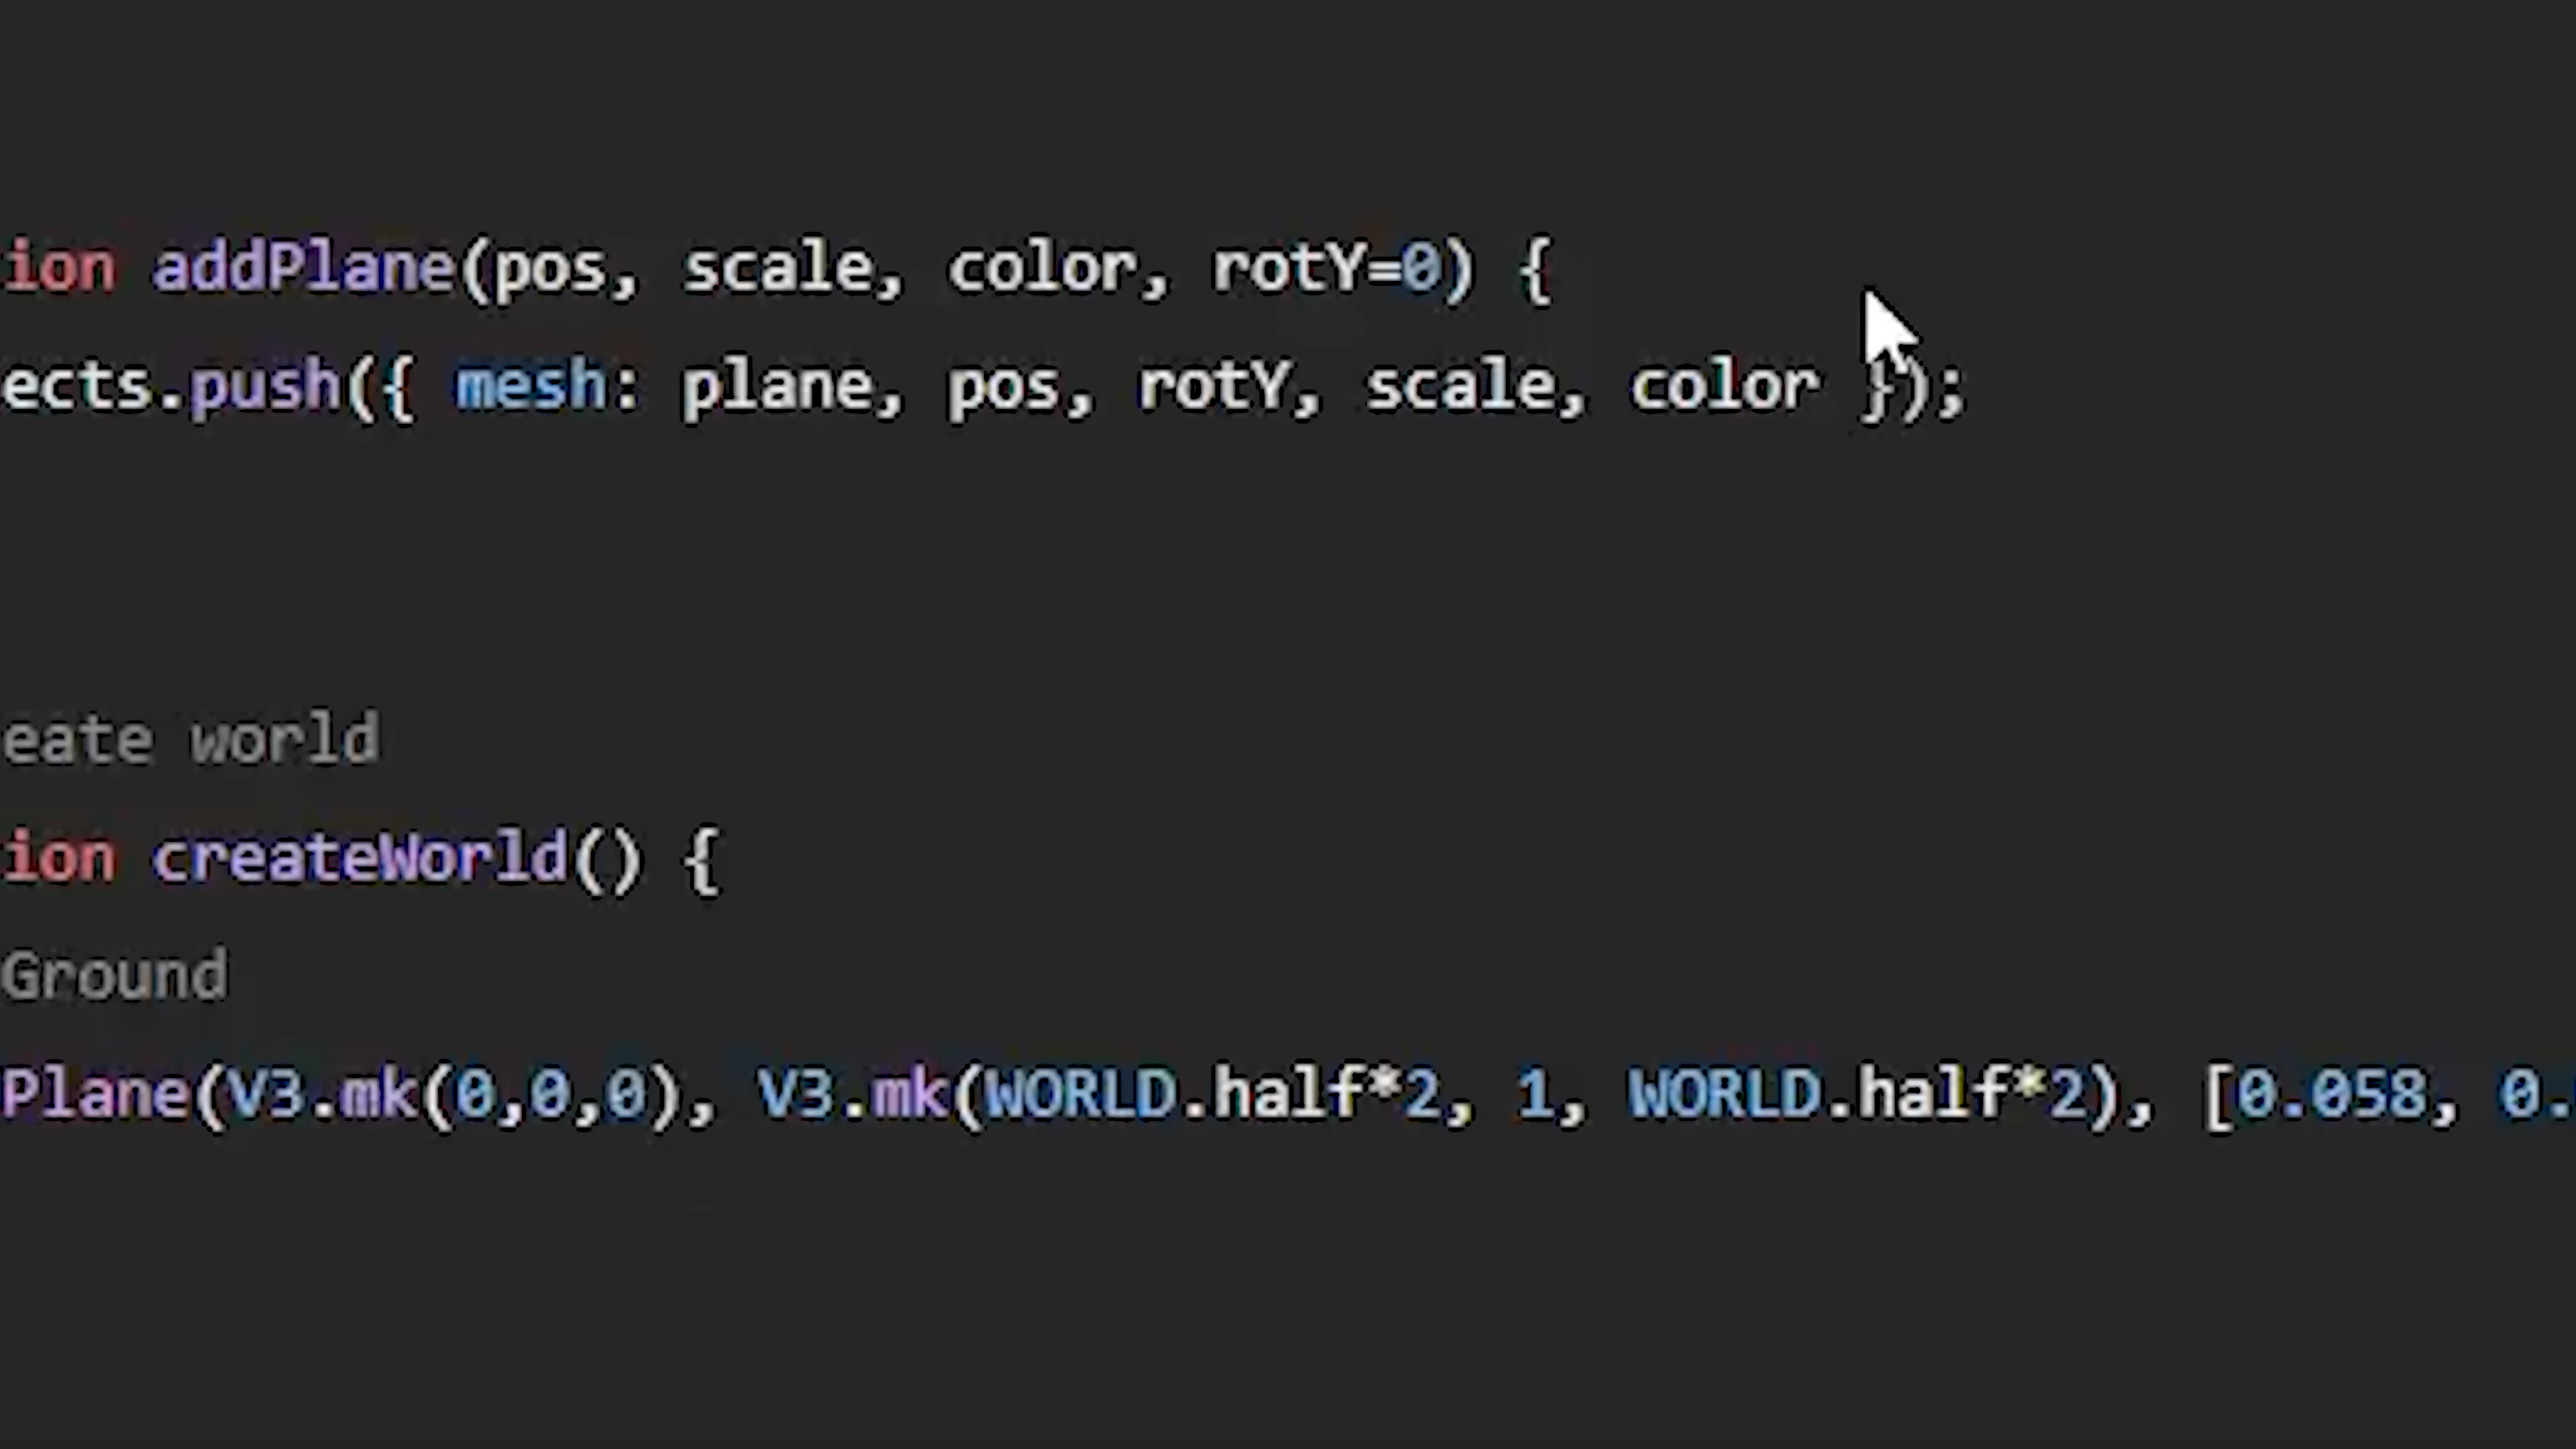 ion addPlane(pos, scale, color, rotY=0) {
ects.push({ mesh: plane, pos, rotY, scale, color });
eate world
ion createWorld() {
Ground
Plane(V3.mk(0,0,0), V3.mk(WORLD.half*2, 1, WORLD.half*2), [0.058, 0.